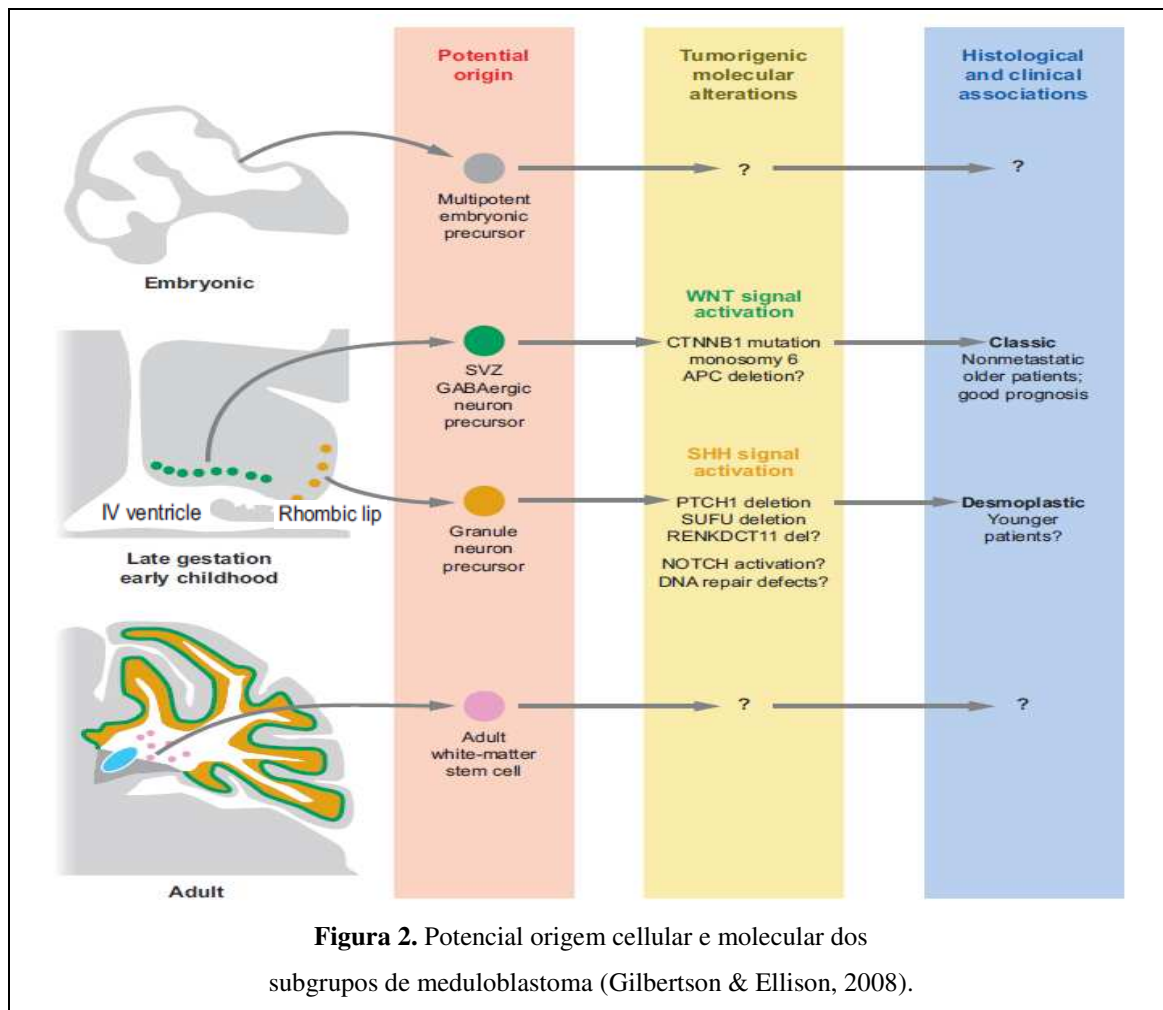 Potential
origin
Tumorigenic
molecular
alterations
Histological
and clinical
associations
Embryonic
Multipotent
embryonic
precursor
?
?
IV ventricle
Rhombic lip
Late gestation
early childhood
SVZ
GABAergic
neuron
precursor
WNT signal
activation
CTNNB1 mutation
monosomy 6
APC deletion?
Classic
Nonmetastatic
older patients;
good prognosis
Granule
neuron
precursor
SHH signal
activation
PTCH1 deletion
SUFU deletion
RENKDCT11 del?
NOTCH activation?
DNA repair defects?
Desmoplastic
Younger
patients?
Adult
Adult
white-matter
stem cell
?
?
Figura 2. Potencial origem cellular e molecular dos
subgrupos de meduloblastoma (Gilbertson & Ellison, 2008).